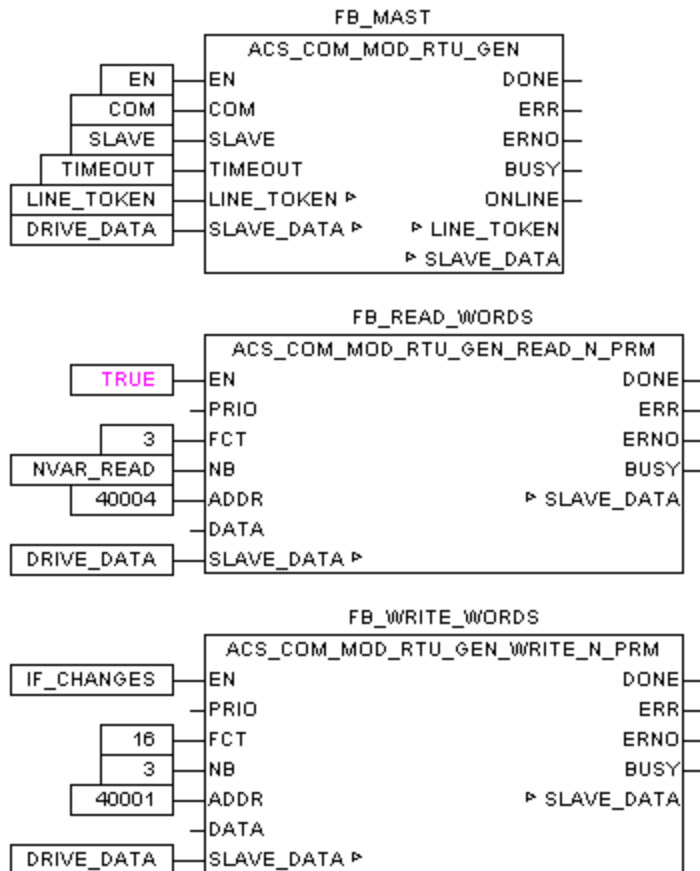 FB_MAST
ACS_COM_MOD_RTU_GEN
EN EN DONE
COM COM ERR
SLAVE SLAVE ERNO
TIMEOUT TIMEOUT BUSY
LINE_TOKEN LINE_TOKEN ▹ ONLINE
DRIVE_DATA SLAVE_DATA ▹ ▹ LINE_TOKEN
▹ SLAVE_DATA
FB_READ_WORDS
ACS_COM_MOD_RTU_GEN_READ_N_PRM
TRUE EN DONE
PRIO ERR
3 FCT ERNO
NVAR_READ NB BUSY
40004 ADDR ▹ SLAVE_DATA
DATA
DRIVE_DATA SLAVE_DATA ▹
FB_WRITE_WORDS
ACS_COM_MOD_RTU_GEN_WRITE_N_PRM
IF_CHANGES EN DONE
PRIO ERR
16 FCT ERNO
3 NB BUSY
40001 ADDR ▹ SLAVE_DATA
DATA
DRIVE_DATA SLAVE_DATA ▹